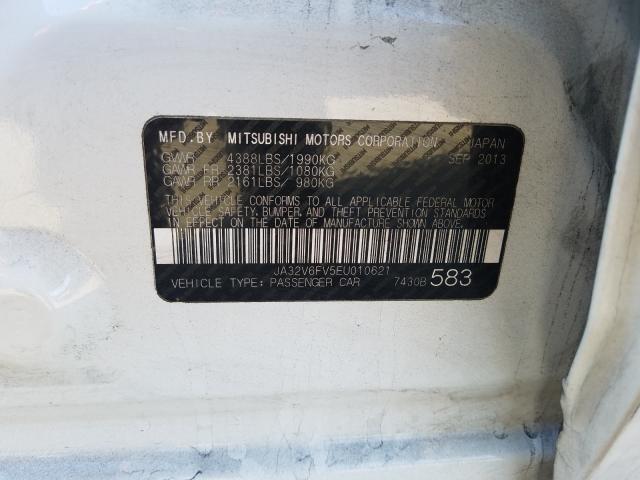 MFD.BY MITSUBISHI MOTORS CORPORATION JAPAN
GVWR 4388LBS/1990KG SEP 2013
GAWR FR 2381LBS/1080KG
GAWR RR 2161LBS/ 980KG
THIS VEHICLE CONFORMS TO ALL APPLICABLE FEDERAL MOTOR
VEHICLE SAFETY, BUMPER, AND THEFT PREVENTION STANDARDS
IN EFFECT ON THE DATE OF MANUFACTURE SHOWN ABOVE.
JA32V6FV5EU010621
VEHICLE TYPE: PASSENGER CAR 7430B 583